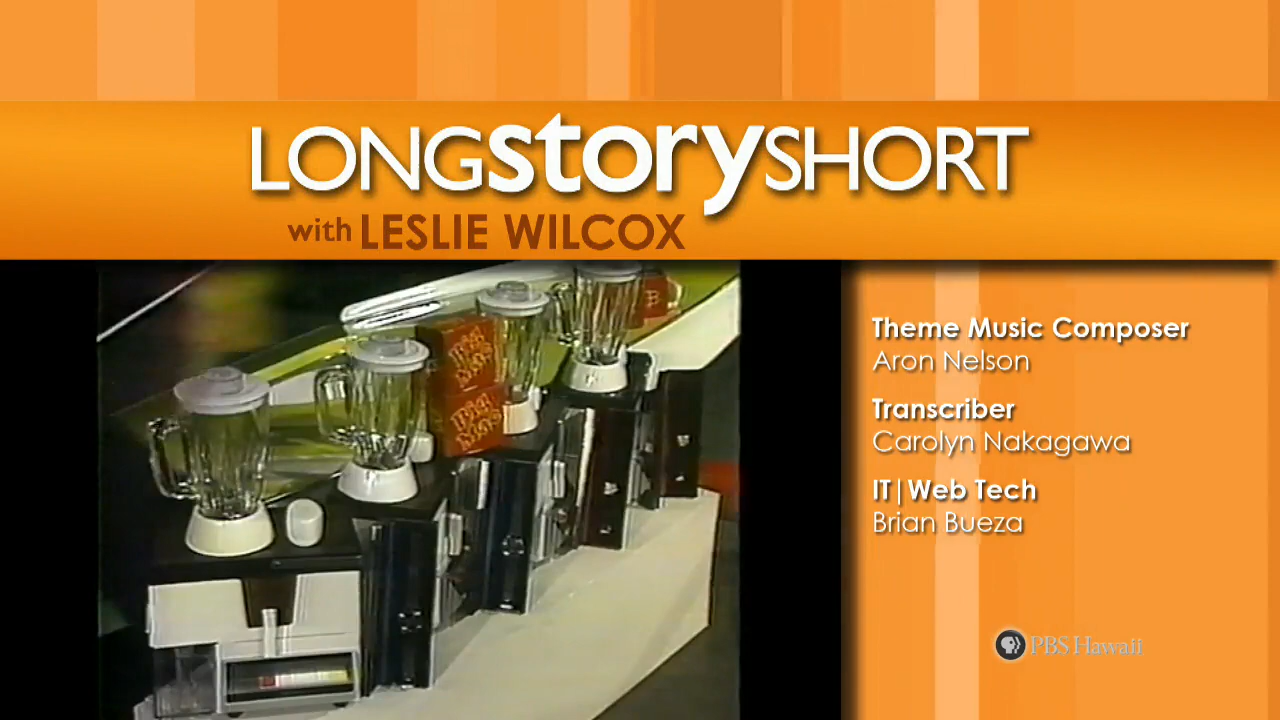 LONGstorySHORT
with LESLIE WILCOX
Theme Music Composer
Aron Nelson
Transcriber
Carolyn Nakagawa
IT|Web Tech
Brian Bueza
PBS Hawaii